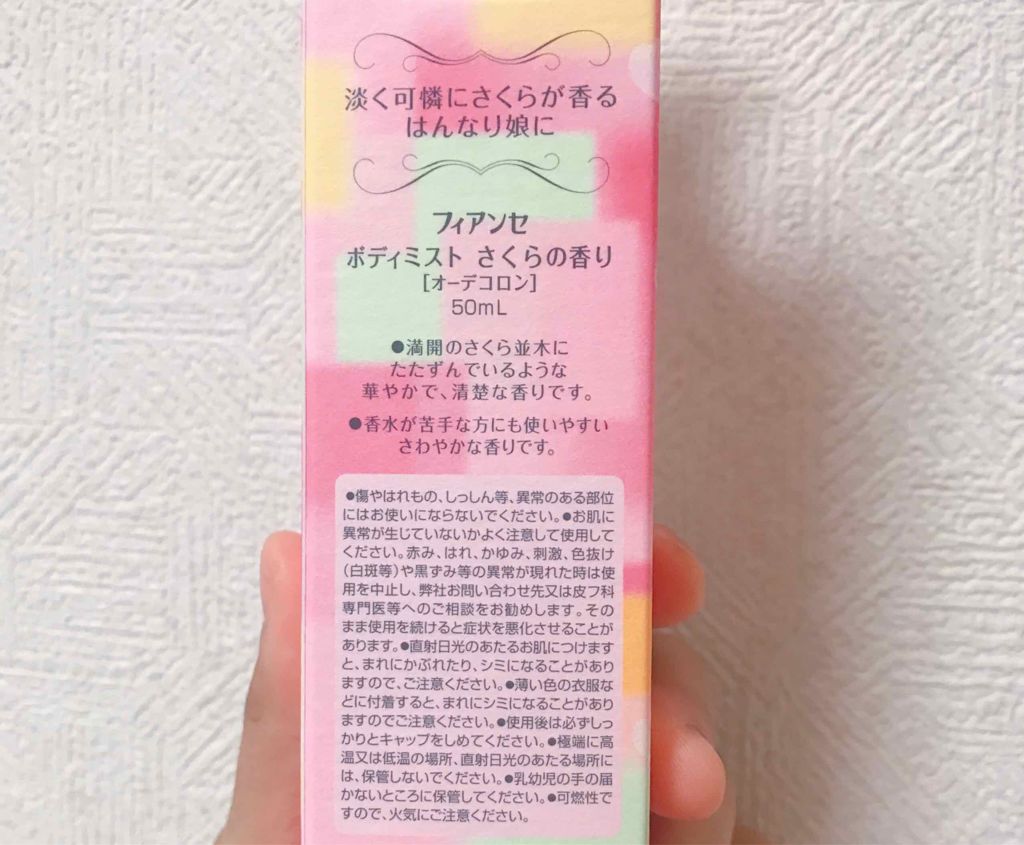 淡く可憐にさくらが香る
はんなり娘に
フィアンセ
ボディミスト さくらの香り
[オーデコロン]
50mL
●満開のさくら並木に
たたずんでいるような
華やかで、清楚な香りです。
●香水が苦手な方にも使いやすい
さわやかな香りです。
●傷やはれもの、しっしん等、異常のある部位
にはお使いにならないでください。●お肌に
異常が生じていないかよく注意して使用して
ください。赤み、はれ、かゆみ、刺激、色抜け
(白斑等)や黒ずみ等の異常が現れた時は使
用を中止し、弊社お問い合わせ先又は皮フ科
専門医等へのご相談をお勧めします。その
まま使用を続けると症状を悪化させることが
あります。●直射日光のあたるお肌につけます
と、まれにかぶれたり、シミになることがあり
ますので、ご注意ください。●薄い色の衣服な
どに付着すると、まれにシミになることがあり
ますのでご注意ください。●使用後は必ずしっ
かりとキャップをしめてください。●極端に高
温又は低温の場所、直射日光のあたる場所に
は、保管しないでください。●乳幼児の手の届
かないところに保管してください。●可燃性で
すので、火気にご注意ください。